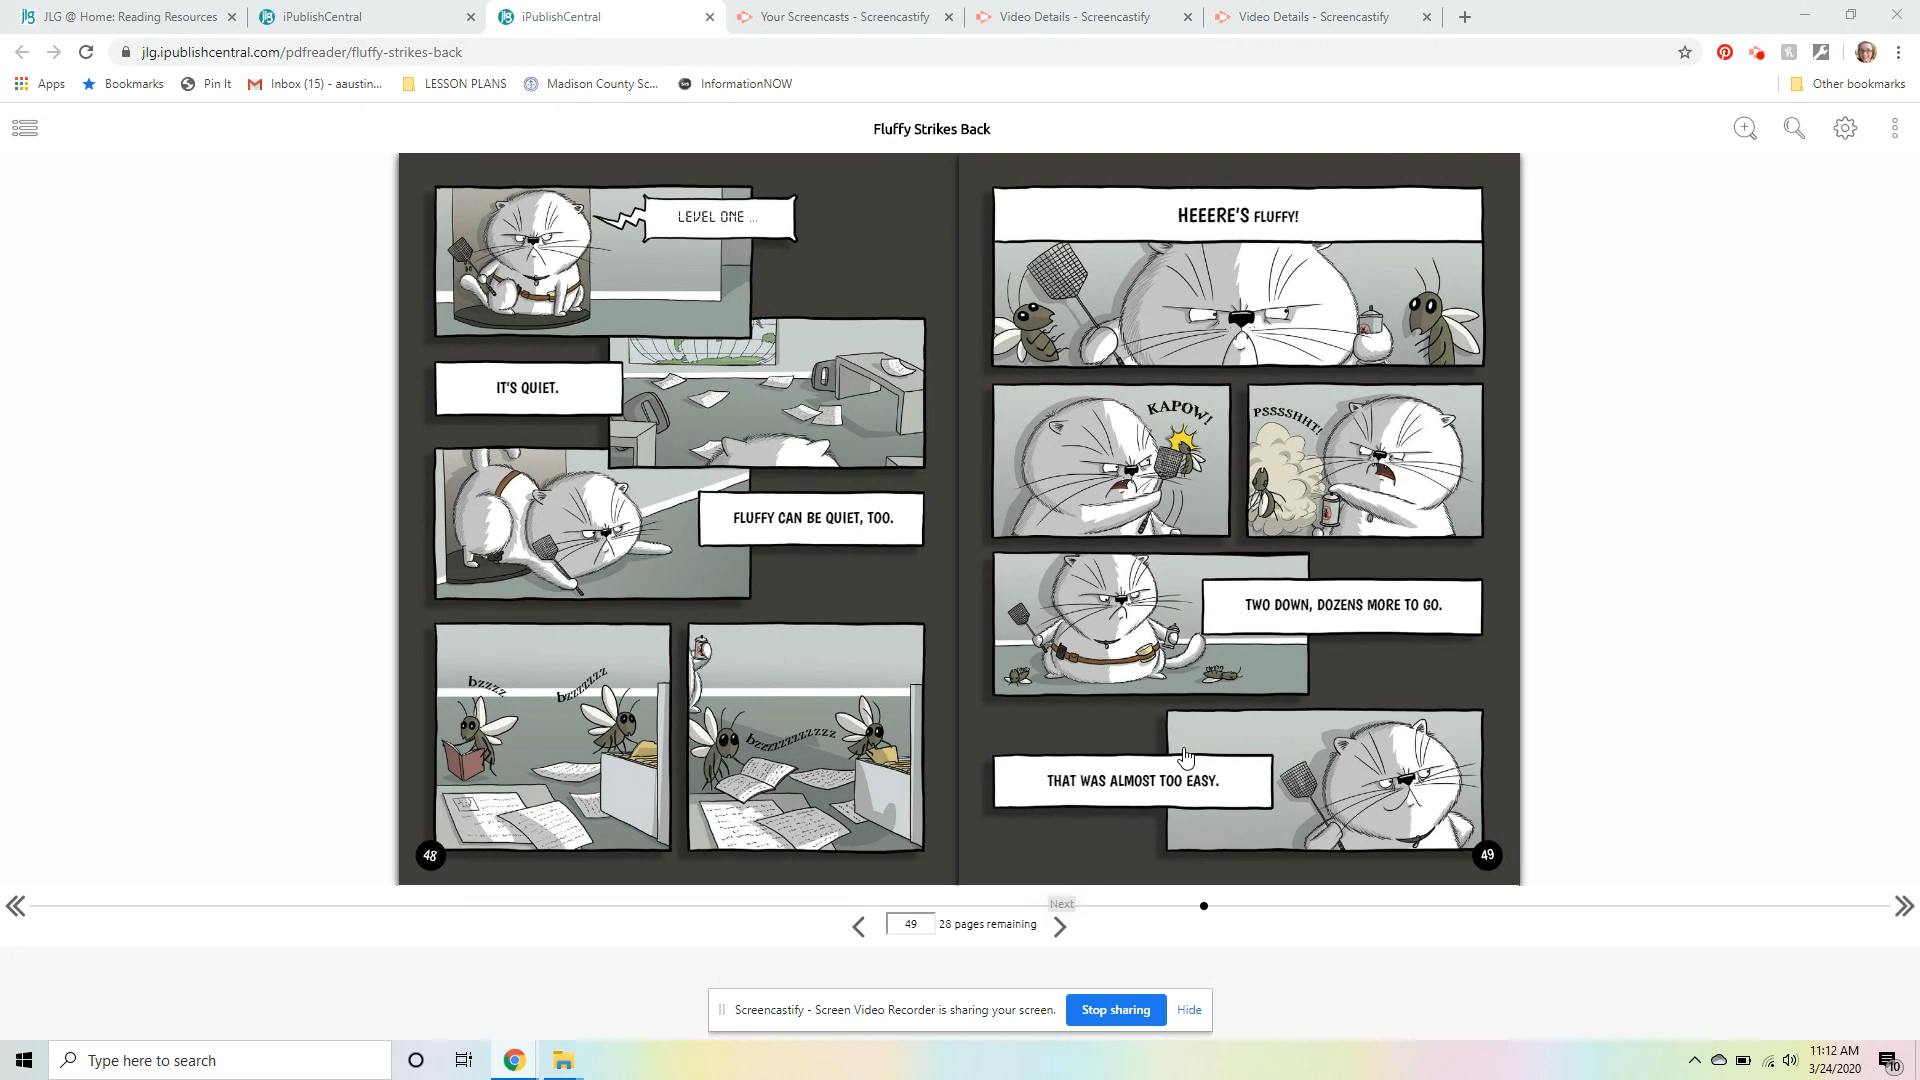 JLG @ Home: Reading Resources
iPublishCentral
iPublishCentral
Your Screencasts - Screencastify
Video Details - Screencastify
Video Details - Screencastify
jlg.ipublishcentral.com/pdfreader/fluffy-strikes-back
Apps
Bookmarks
Pin It
Inbox (15) - aaustin...
LESSON PLANS
Madison County Sc...
InformationNOW
Other bookmarks
Fluffy Strikes Back
LEVEL ONE ...
IT'S QUIET.
FLUFFY CAN BE QUIET, TOO.
bzzzz
bzzzzzzz
bzzzzzzzzzzzz
48
HEEERE'S FLUFFY!
KAPOW!
PSSSSHHT!
TWO DOWN, DOZENS MORE TO GO.
THAT WAS ALMOST TOO EASY.
49
Next
49
28 pages remaining
Screencastify - Screen Video Recorder is sharing your screen.
Stop sharing
Hide
Type here to search
11:12 AM
3/24/2020
10